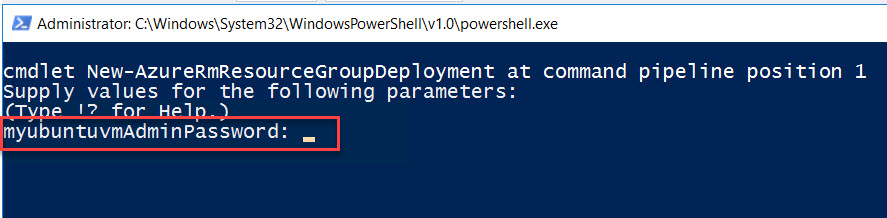 Administrator: C:\Windows\System32\WindowsPowerShell\v1.0\powershell.exe
cmdlet New-AzureRmResourceGroupDeployment at command pipeline position 1
Supply values for the following parameters:
(Type !? for Help.)
myubuntuvmAdminPassword: _